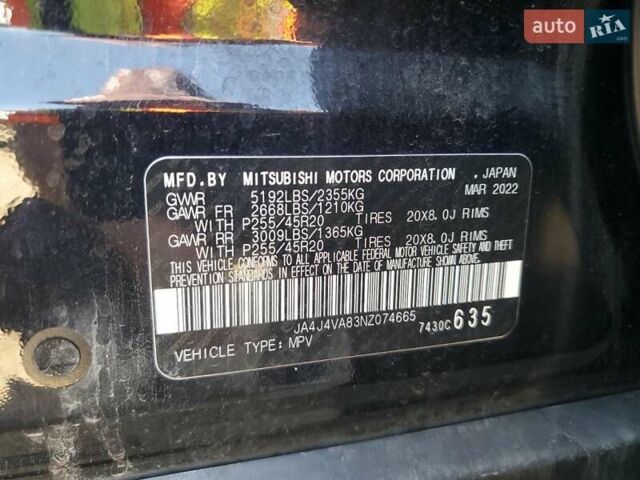 auto RIA.com
MFD.BY MITSUBISHI MOTORS CORPORATION , JAPAN
GVWR 5192LBS/2355KG MAR 2022
GAWR FR 2668LBS/1210KG
WITH P255/45R20 TIRES 20X8.0J RIMS
GAWR RR 3009LBS/1365KG
WITH P255/45R20 TIRES 20X8.0J RIMS
THIS VEHICLE CONFORMS TO ALL APPLICABLE FEDERAL MOTOR VEHICLE SAFETY AND THEFT
PREVENTION STANDARDS IN EFFECT ON THE DATE OF MANUFACTURE SHOWN ABOVE.
JA4J4VA83NZ074665
7430C 635
VEHICLE TYPE: MPV